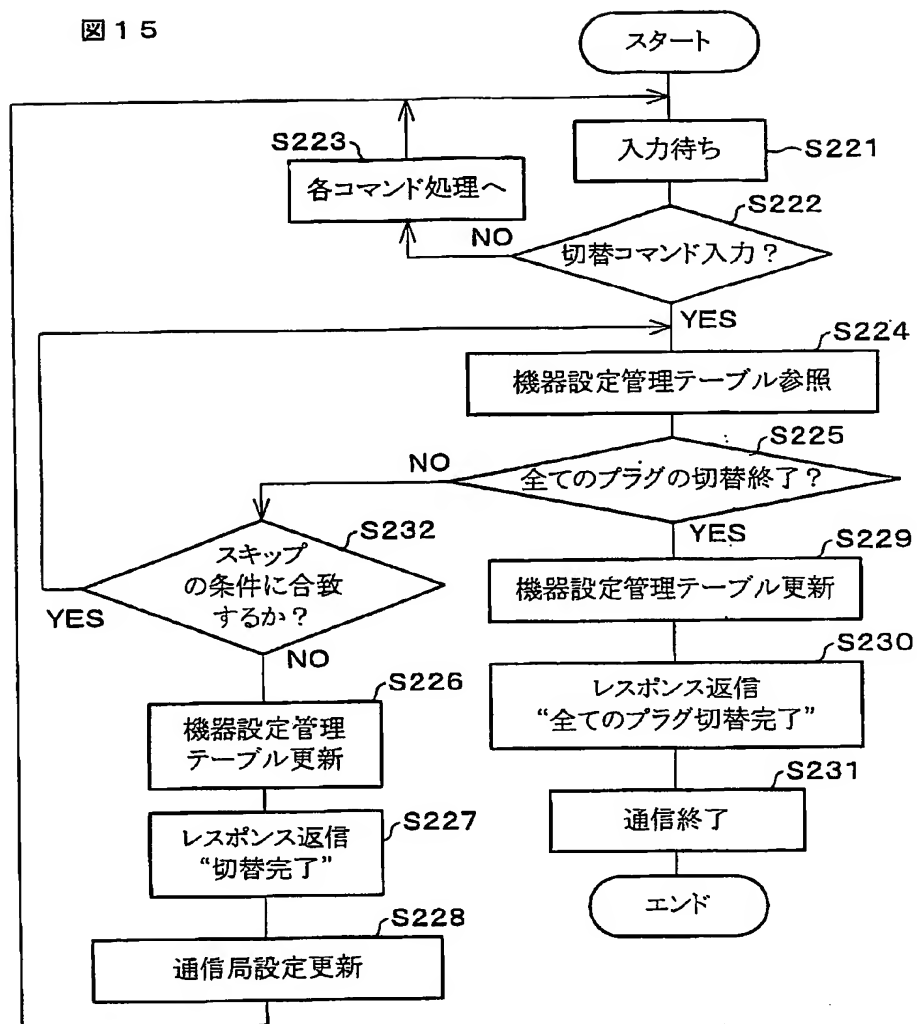 図15
スタート
入力待ち
S221
S222
切替コマンド入力？
NO
S223
各コマンド処理へ
YES
S224
機器設定管理テーブル参照
S225
全てのプラグの切替終了？
NO
YES
S232
スキップ
の条件に合致
するか？
YES
NO
S226
機器設定管理
テーブル更新
S227
レスポンス返信
“切替完了”
S228
通信局設定更新
S229
機器設定管理テーブル更新
S230
レスポンス返信
“全てのプラグ切替完了”
S231
通信終了
エンド